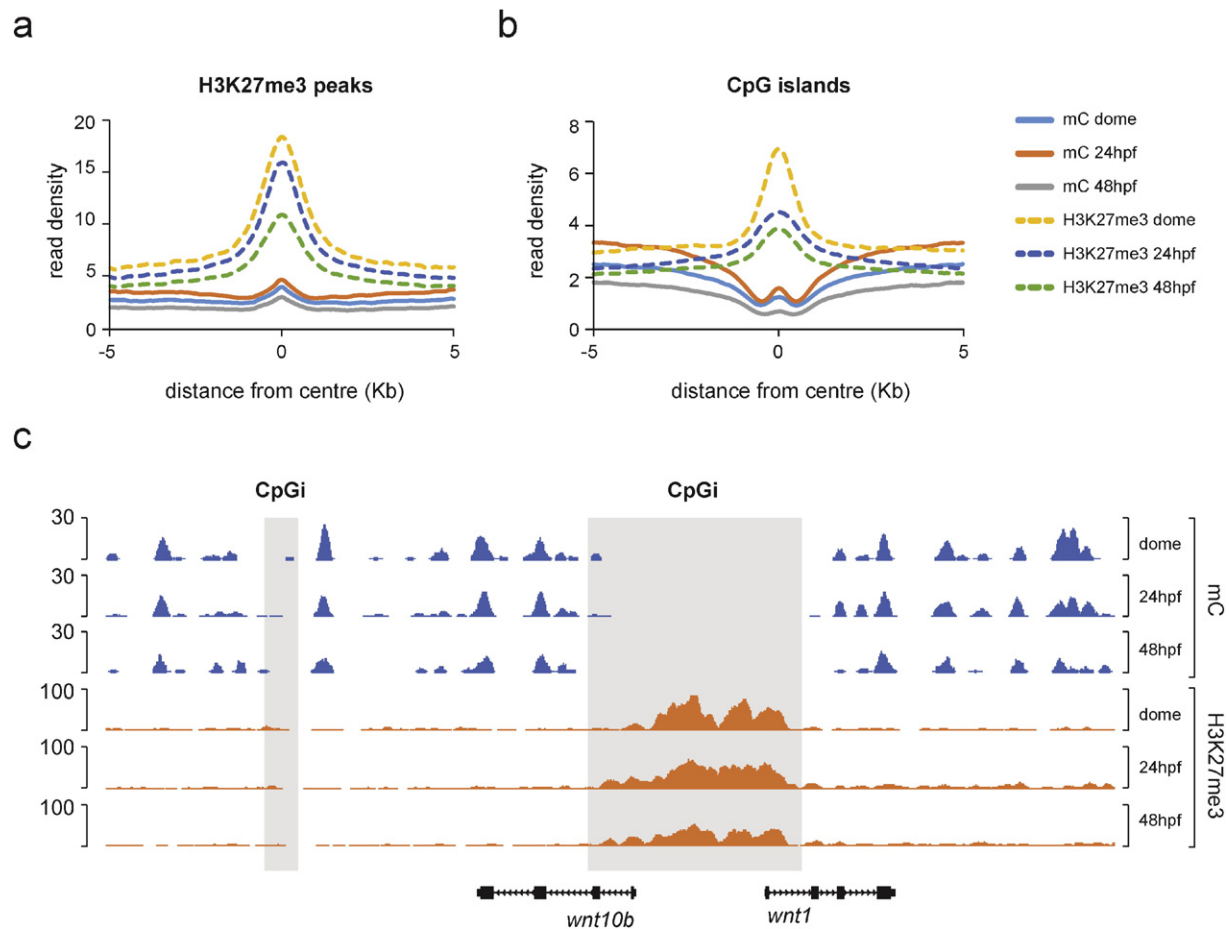 a
b
H3K27me3 peaks
CpG islands
20
15
10
5
0
read density
-5
0
5
distance from centre (Kb)
8
6
4
2
0
read density
-5
0
5
distance from centre (Kb)
mC dome
mC 24hpf
mC 48hpf
H3K27me3 dome
H3K27me3 24hpf
H3K27me3 48hpf
c
CpGi
CpGi
30
dome
30
24hpf
30
48hpf
mC
100
dome
100
24hpf
100
48hpf
H3K27me3
wnt10b
wnt1